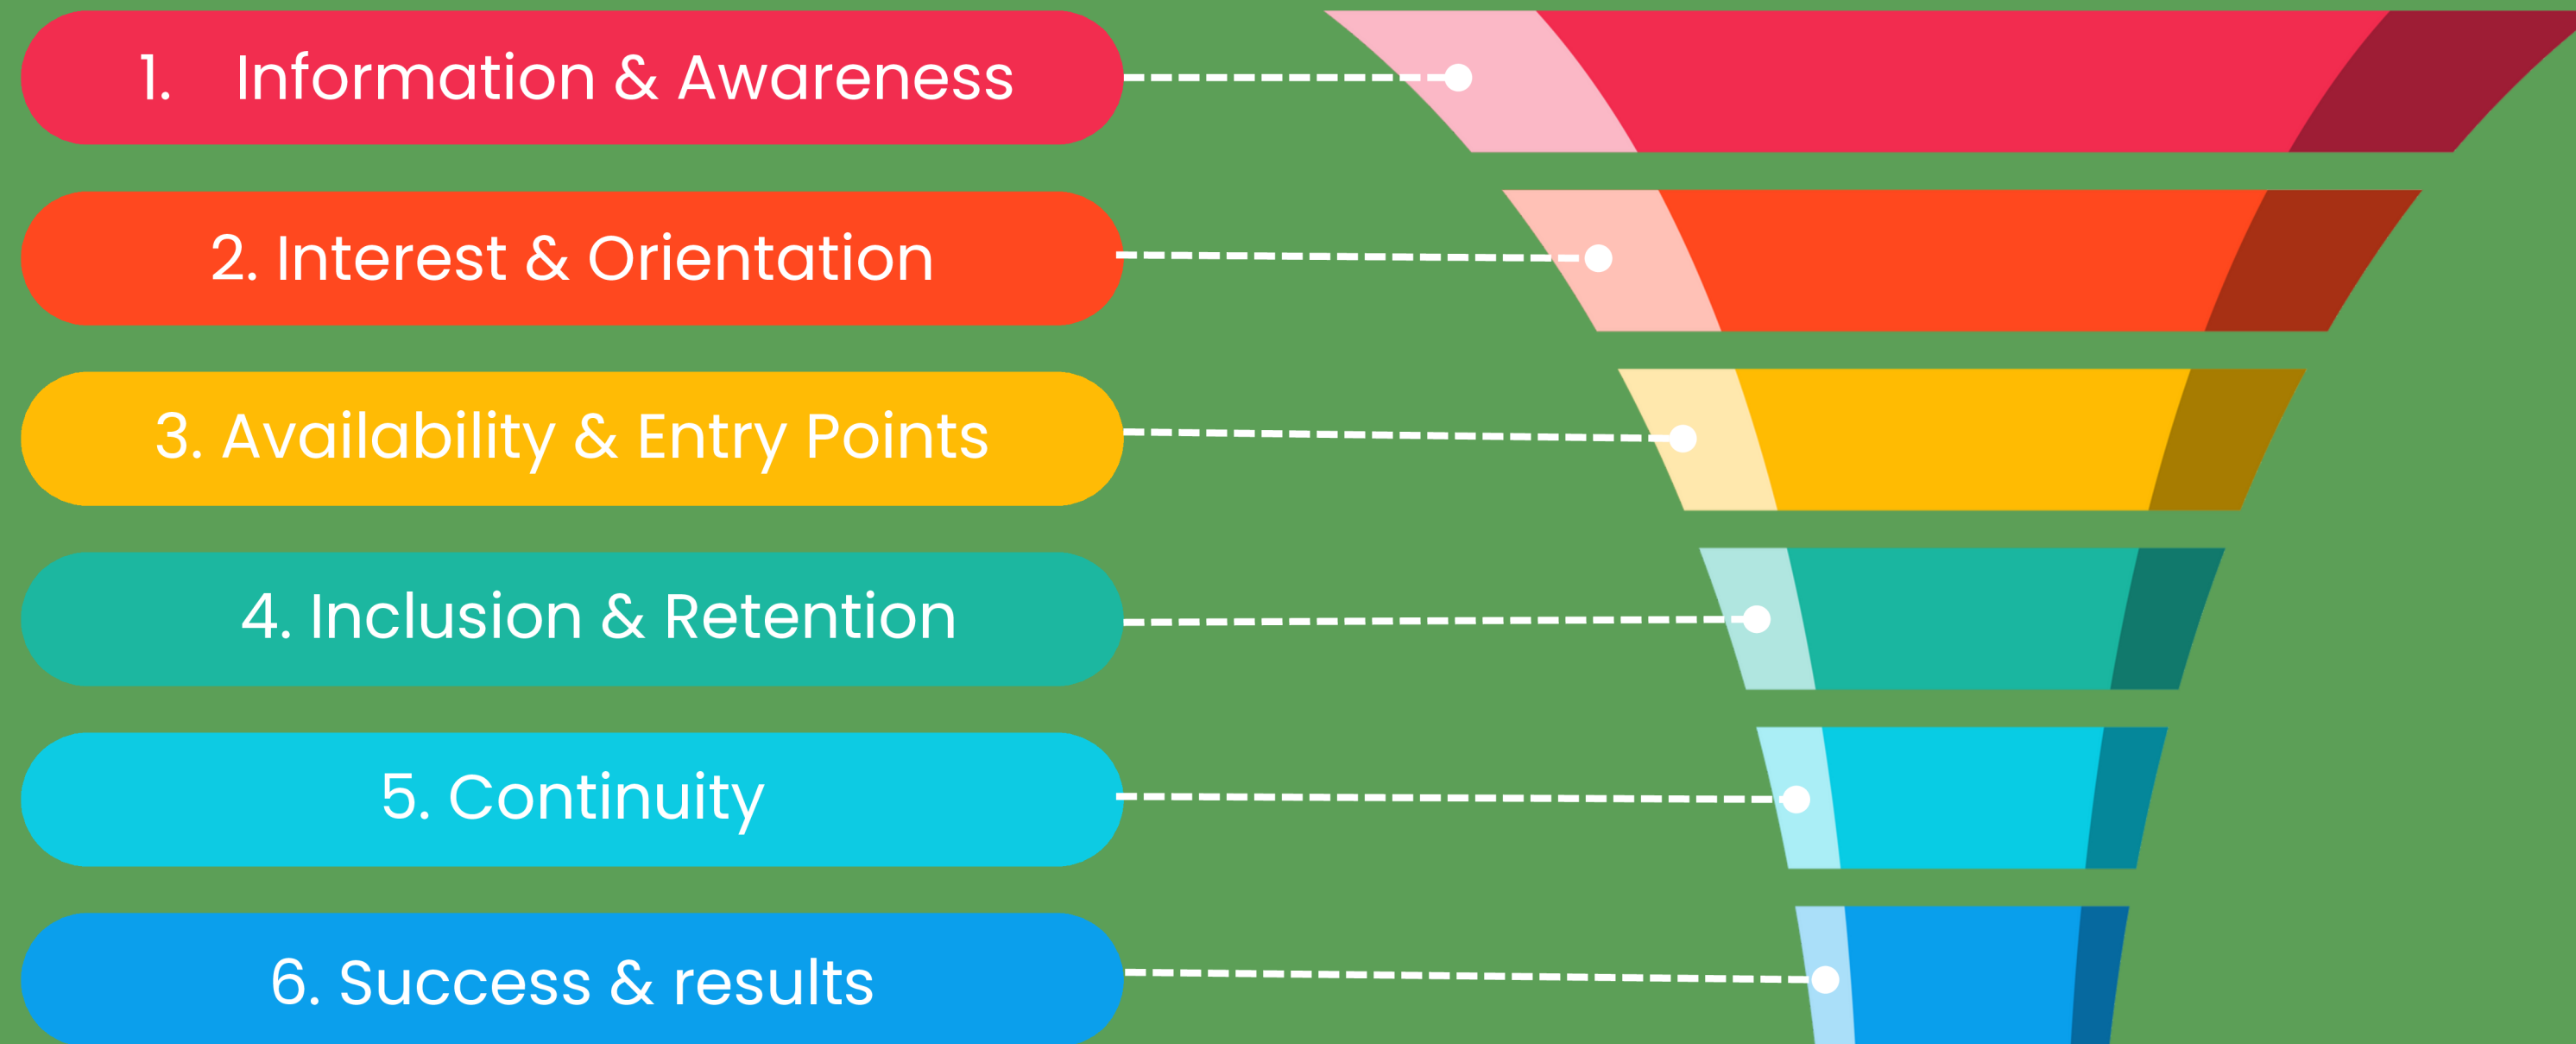 1. Information & Awareness
2. Interest & Orientation
3. Availability & Entry Points
4. Inclusion & Retention
5. Continuity
6. Success & results